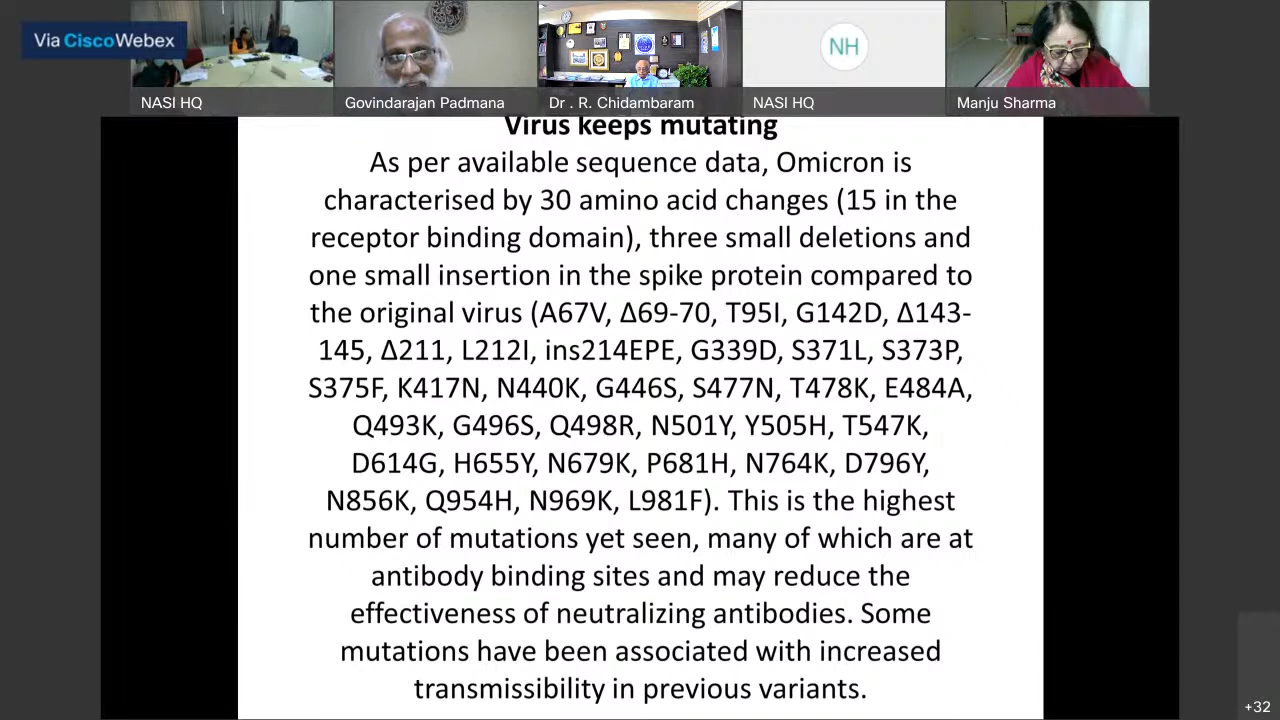 Via Cisco Webex
NASI HQ
Govindarajan Padmana
Dr . R. Chidambaram
NH
NASI HQ
Manju Sharma
Virus keeps mutating
As per available sequence data, Omicron is
characterised by 30 amino acid changes (15 in the
receptor binding domain), three small deletions and
one small insertion in the spike protein compared to
the original virus (A67V, Δ69-70, T95I, G142D, Δ143-
145, Δ211, L212I, ins214EPE, G339D, S371L, S373P,
S375F, K417N, N440K, G446S, S477N, T478K, E484A,
Q493K, G496S, Q498R, N501Y, Y505H, T547K,
D614G, H655Y, N679K, P681H, N764K, D796Y,
N856K, Q954H, N969K, L981F). This is the highest
number of mutations yet seen, many of which are at
antibody binding sites and may reduce the
effectiveness of neutralizing antibodies. Some
mutations have been associated with increased
transmissibility in previous variants.
+32